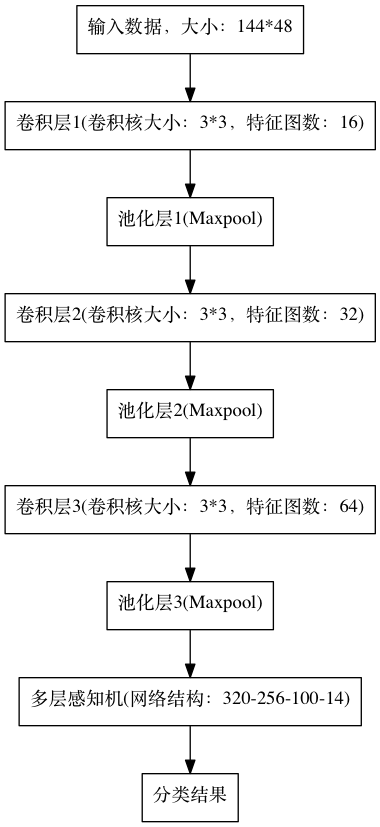 输入数据，大小：144*48
卷积层1(卷积核大小：3*3，特征图数：16)
池化层1(Maxpool)
卷积层2(卷积核大小：3*3，特征图数：32)
池化层2(Maxpool)
卷积层3(卷积核大小：3*3，特征图数：64)
池化层3(Maxpool)
多层感知机(网络结构：320-256-100-14)
分类结果